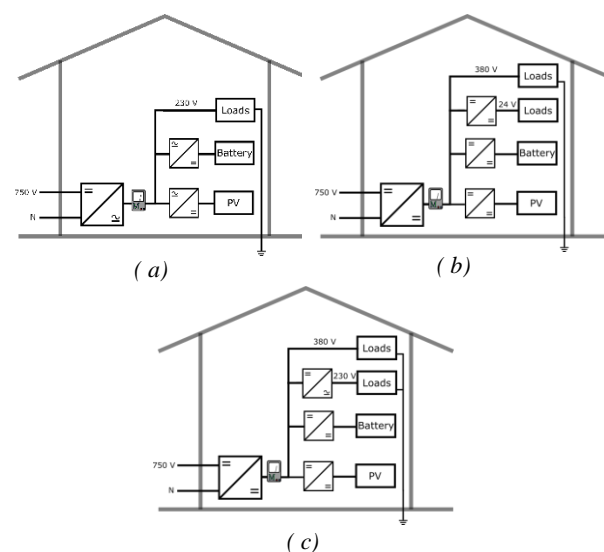 230 V
Loads
Battery
750 V
N
PV
( a)
380 V
Loads
24 V
Loads
Battery
750 V
N
PV
( b)
380 V
Loads
230 V
Loads
Battery
750 V
N
PV
( c)